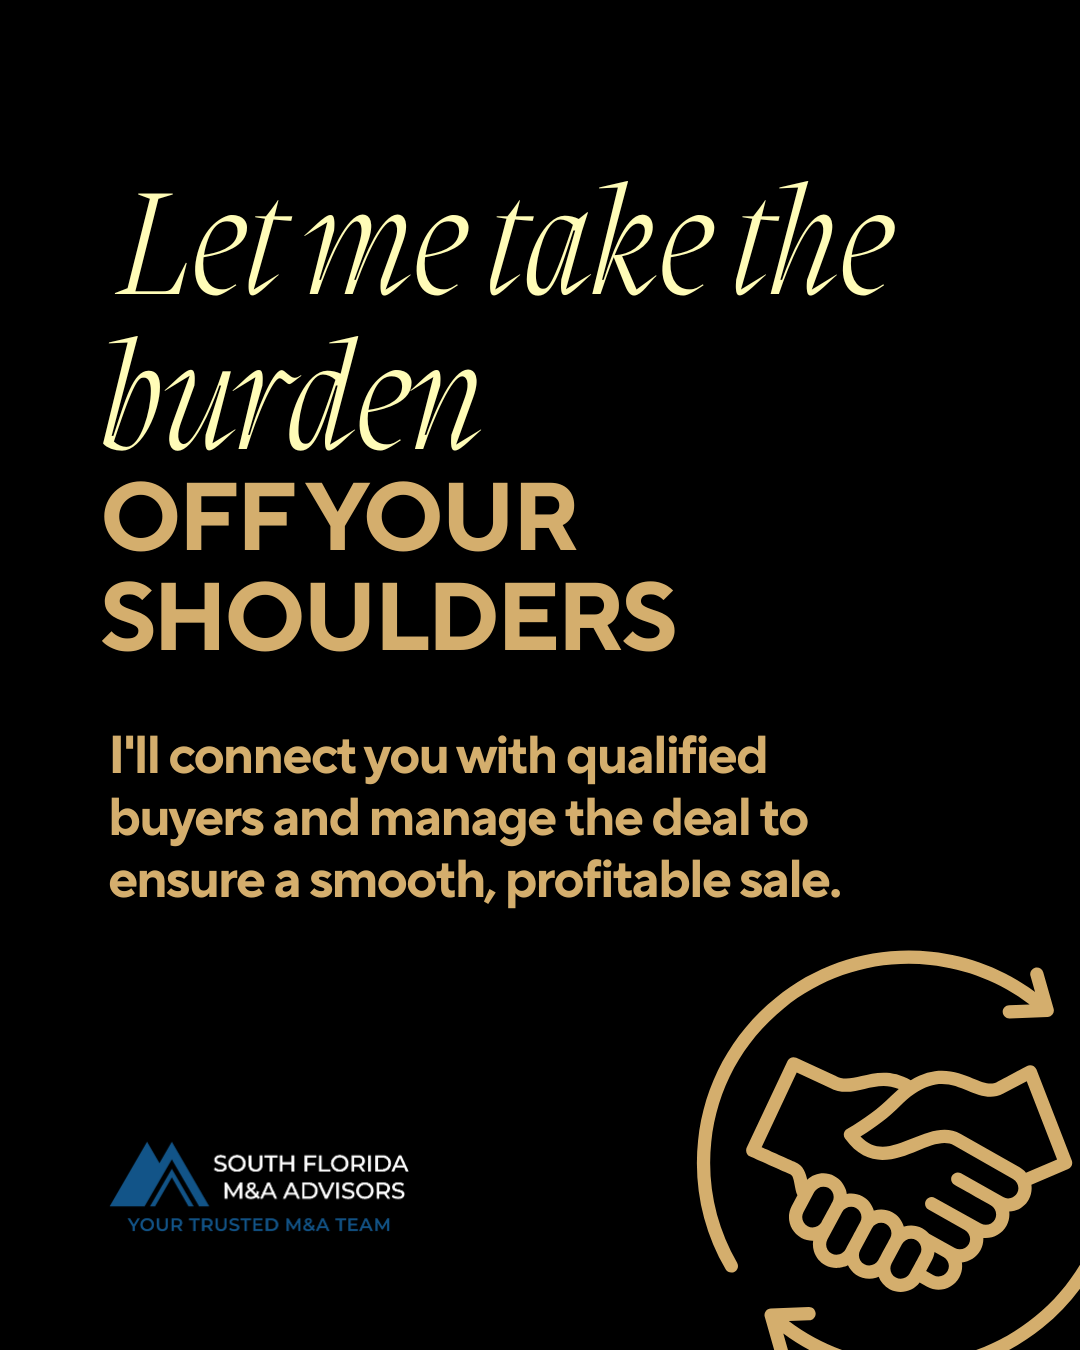 Let me take the
burden
OFF YOUR
SHOULDERS
I'll connect you with qualified
buyers and manage the deal to
ensure a smooth, profitable sale.
SOUTH FLORIDA
M&A ADVISORS
YOUR TRUSTED M&A TEAM